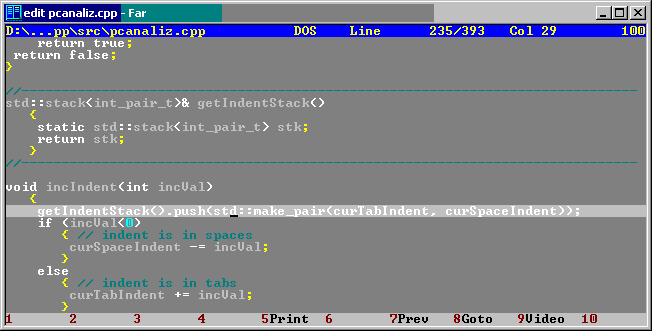 edit pcanaliz.cpp - Far
D:\...pp\src\pcanaliz.cpp DOS Line 235/393 Col 29 100
return true;
return false;
}
//------------------------------------------------------------------------------
std::stack<int_pair_t>& getIndentStack()
{
static std::stack<int_pair_t> stk;
return stk;
}
//------------------------------------------------------------------------------
void incIndent(int incVal)
{
getIndentStack().push(std::make_pair(curTabIndent, curSpaceIndent));
if (incVal<0)
{ // indent is in spaces
curSpaceIndent -= incVal;
}
else
{ // indent is in tabs
curTabIndent += incVal;
}
1 2 3 4 5Print 6 7Prev 8Goto 9Video 10